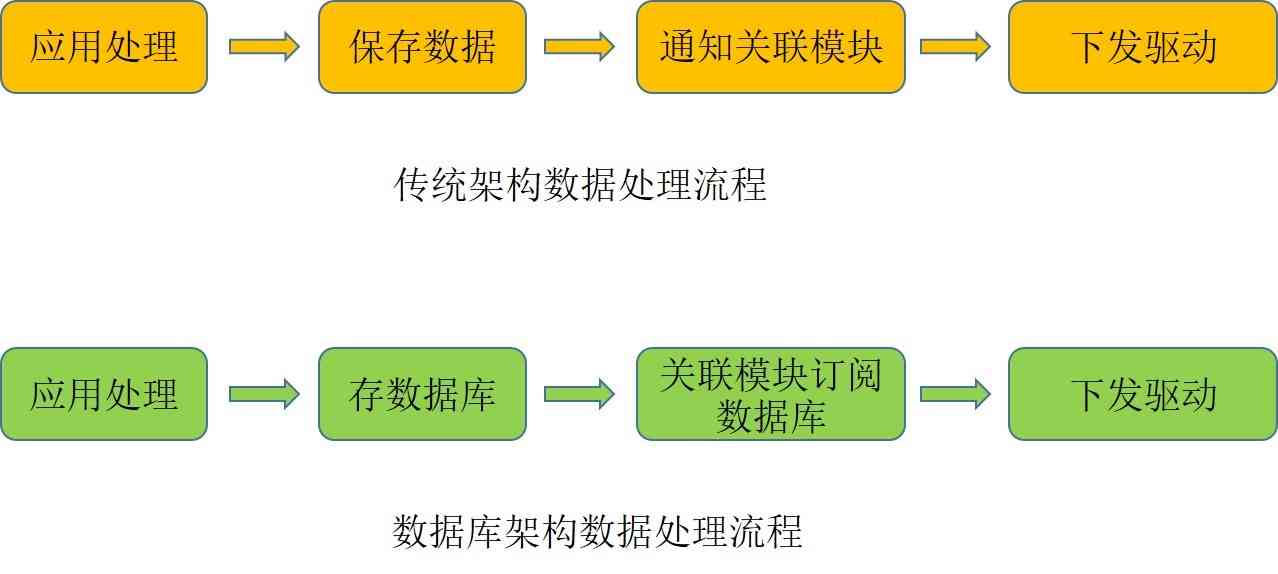 应用处理
保存数据
通知关联模块
下发驱动
传统架构数据处理流程
应用处理
存数据库
关联模块订阅
数据库
下发驱动
数据库架构数据处理流程